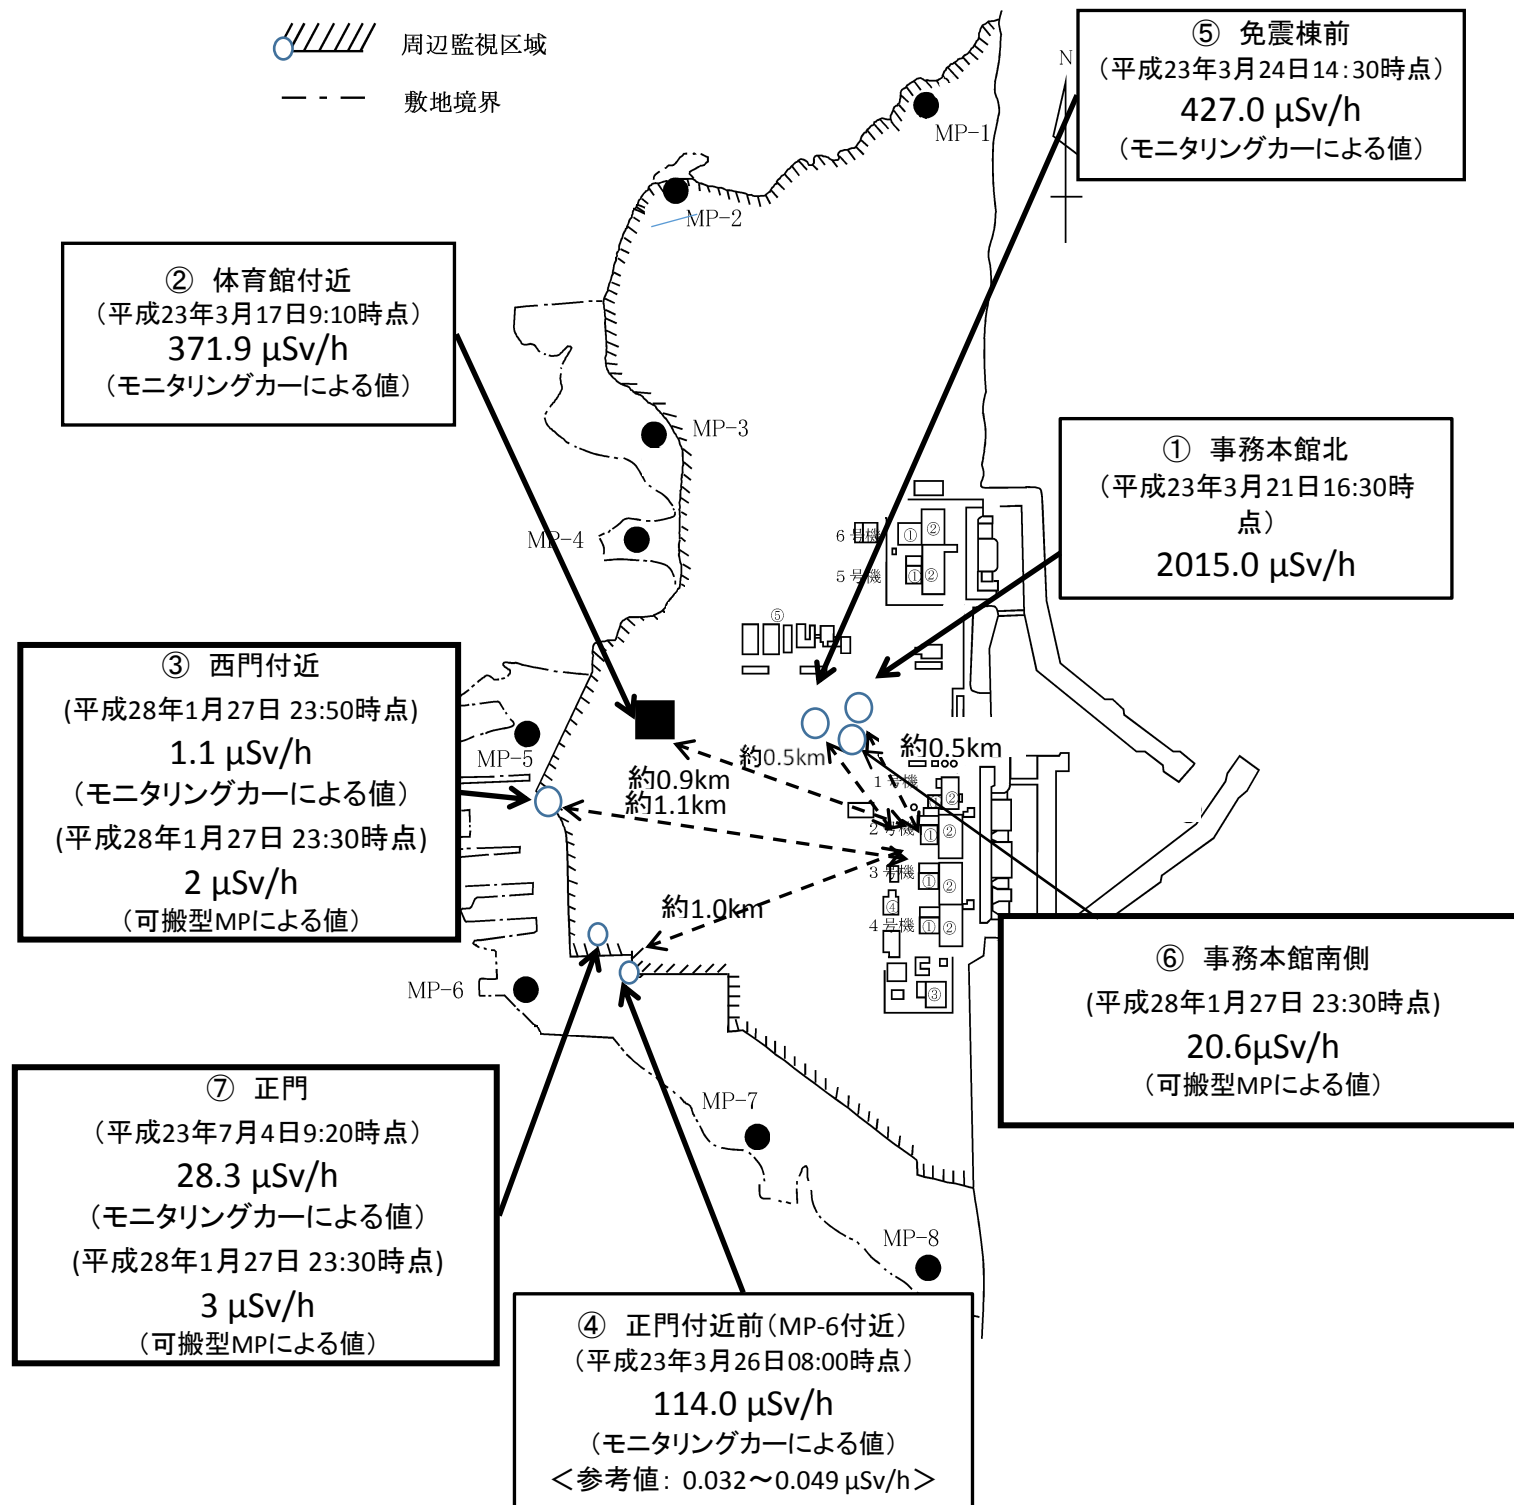 周辺監視区域
敷地境界
⑤ 免震棟前
（平成23年3月24日14:30時点）
427.0 μSv/h
（モニタリングカーによる値）
N
MP-1
MP-2
② 体育館付近
（平成23年3月17日9:10時点）
371.9 μSv/h
（モニタリングカーによる値）
MP-3
① 事務本館北
（平成23年3月21日16:30時
点）
2015.0 μSv/h
MP-4
6号機
①
②
5号機
①
②
⑤
③ 西門付近
(平成28年1月27日 23:50時点)
1.1 μSv/h
（モニタリングカーによる値）
(平成28年1月27日 23:30時点)
2 μSv/h
（可搬型MPによる値）
MP-5
約0.5km
約0.5km
約0.9km
約1.1km
1号機
①
②
2号機
①
②
3号機
①
②
約1.0km
④
4号機
①
②
③
MP-6
⑥ 事務本館南側
(平成28年1月27日 23:30時点)
20.6μSv/h
（可搬型MPによる値）
⑦ 正門
（平成23年7月4日9:20時点）
28.3 μSv/h
（モニタリングカーによる値）
(平成28年1月27日 23:30時点)
3 μSv/h
（可搬型MPによる値）
MP-7
MP-8
④ 正門付近前（MP-6付近）
（平成23年3月26日08:00時点）
114.0 μSv/h
（モニタリングカーによる値）
＜参考値： 0.032～0.049 μSv/h＞